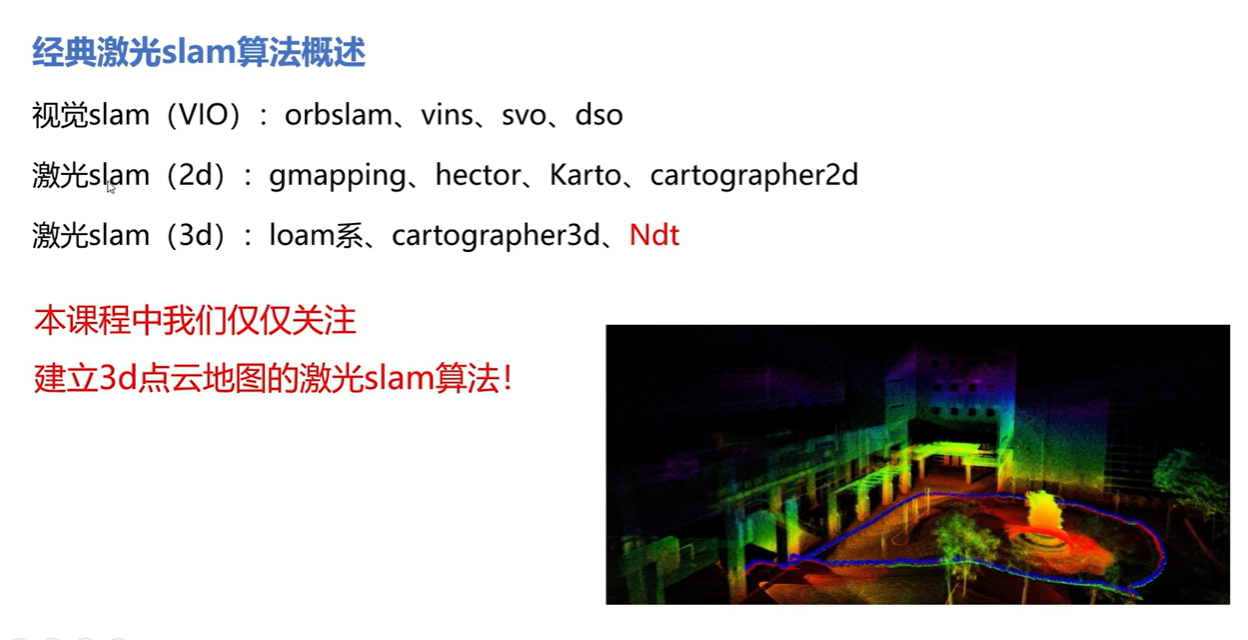 经典激光slam算法概述
视觉slam（VIO）：orbslam、vins、svo、dso
激光slam（2d）：gmapping、hector、Karto、cartographer2d
激光slam（3d）：loam系、cartographer3d、Ndt
本课程中我们仅仅关注
建立3d点云地图的激光slam算法！